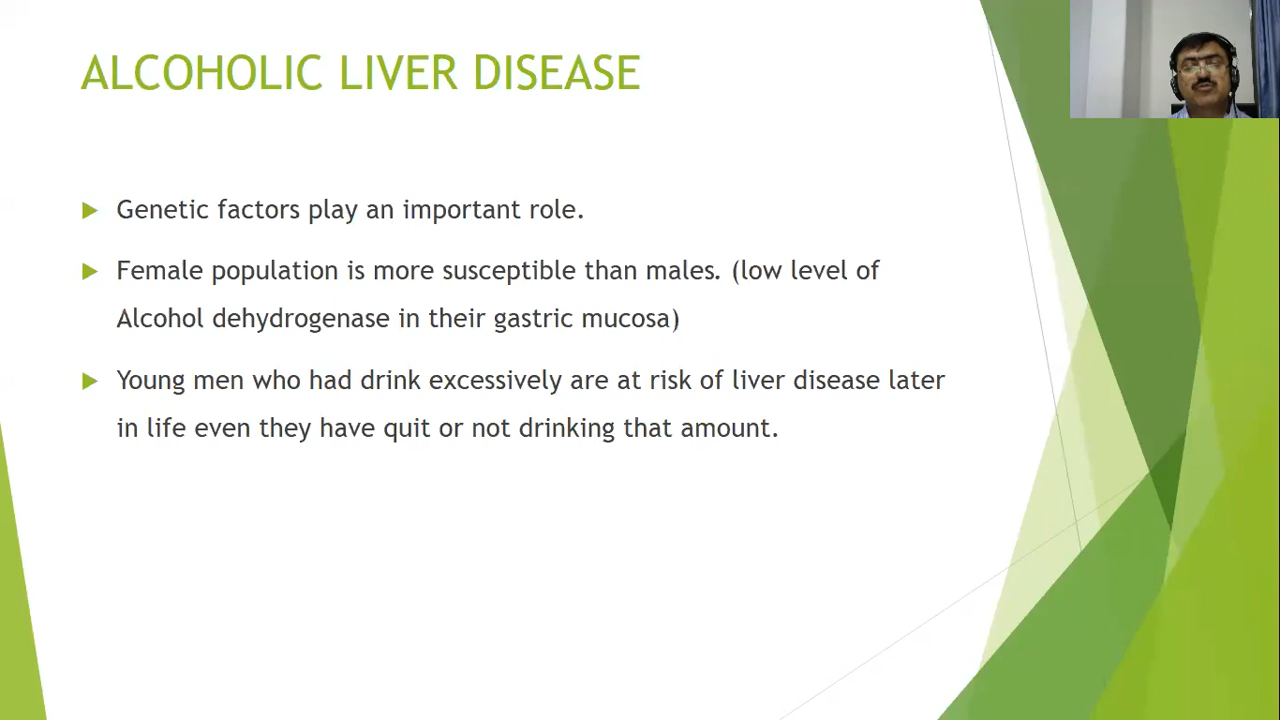 ALCOHOLIC LIVER DISEASE
Genetic factors play an important role.
Female population is more susceptible than males. (low level of
Alcohol dehydrogenase in their gastric mucosa)
Young men who had drink excessively are at risk of liver disease later
in life even they have quit or not drinking that amount.